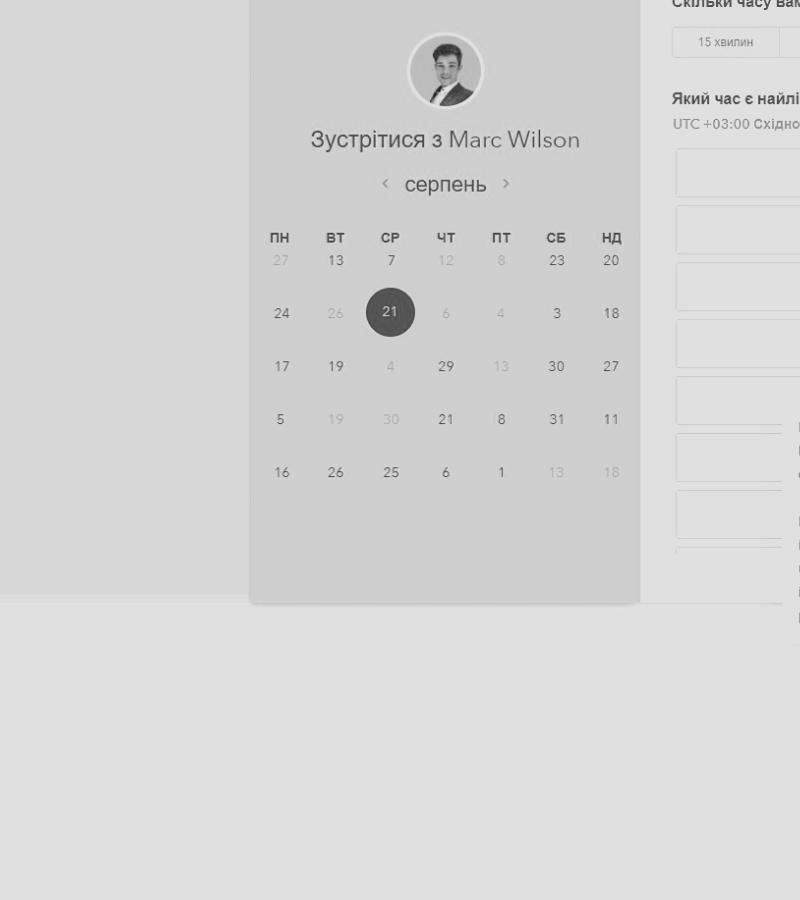 Скільки часу вам
15 хвилин
Який час є найлі
UTC +03:00 Східно
Зустрітися з Marc Wilson
серпень
ПН ВТ СР ЧТ ПТ СБ НД
27 13 7 12 8 23 20
24 26 21 6 4 3 18
17 19 4 29 13 30 27
5 19 30 21 8 31 11
16 26 25 6 1 13 18